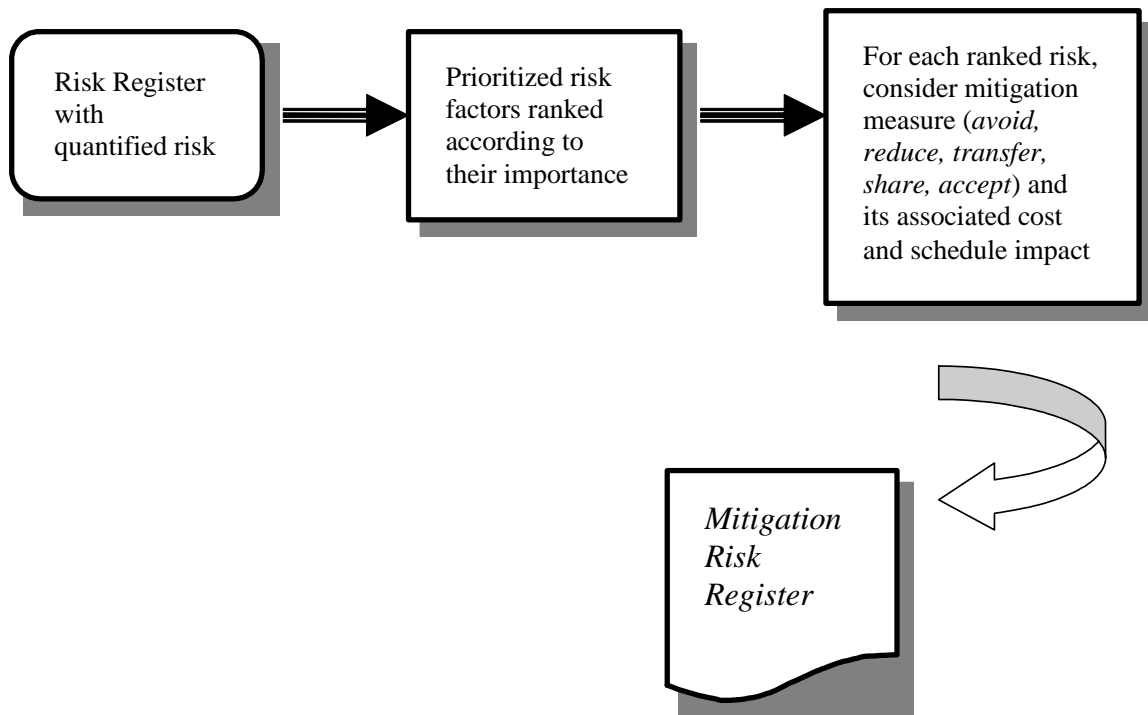 Risk Register
with
quantified risk
Prioritized risk
factors ranked
according to
their importance
For each ranked risk,
consider mitigation
measure (avoid,
reduce, transfer,
share, accept) and
its associated cost
and schedule impact
Mitigation
Risk
Register